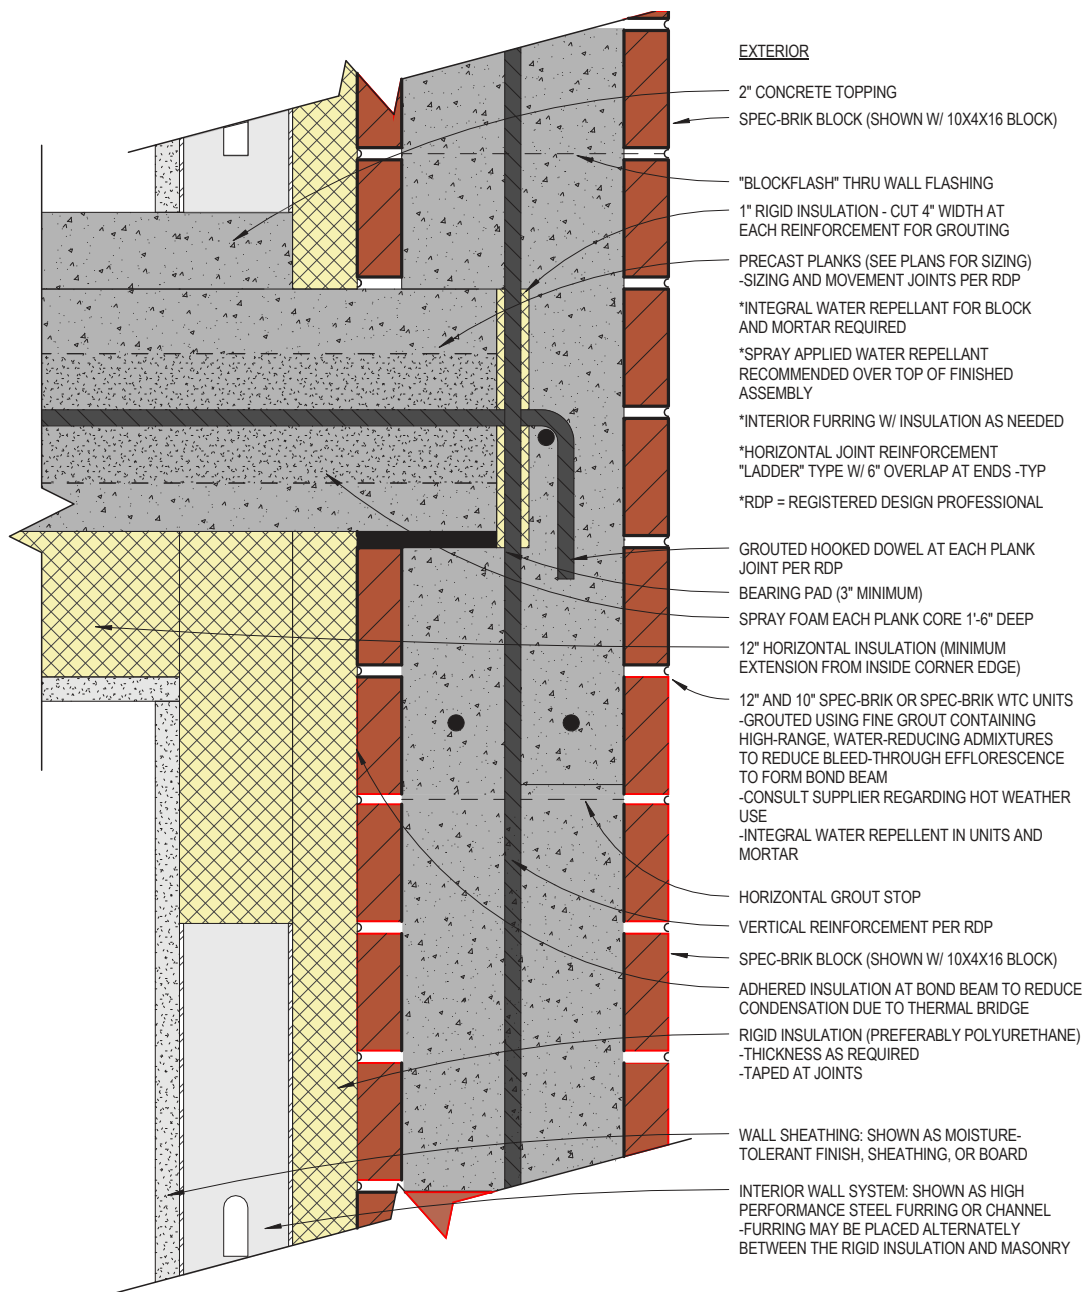 EXTERIOR
2" CONCRETE TOPPING
SPEC-BRIK BLOCK (SHOWN W/ 10X4X16 BLOCK)
"BLOCKFLASH" THRU WALL FLASHING
1" RIGID INSULATION - CUT 4" WIDTH AT
EACH REINFORCEMENT FOR GROUTING
PRECAST PLANKS (SEE PLANS FOR SIZING)
-SIZING AND MOVEMENT JOINTS PER RDP
*INTEGRAL WATER REPELLANT FOR BLOCK
AND MORTAR REQUIRED
*SPRAY APPLIED WATER REPELLANT
RECOMMENDED OVER TOP OF FINISHED
ASSEMBLY
*INTERIOR FURRING W/ INSULATION AS NEEDED
*HORIZONTAL JOINT REINFORCEMENT
"LADDER" TYPE W/ 6" OVERLAP AT ENDS -TYP
*RDP = REGISTERED DESIGN PROFESSIONAL
GROUTED HOOKED DOWEL AT EACH PLANK
JOINT PER RDP
BEARING PAD (3" MINIMUM)
SPRAY FOAM EACH PLANK CORE 1'-6" DEEP
12" HORIZONTAL INSULATION (MINIMUM
EXTENSION FROM INSIDE CORNER EDGE)
12" AND 10" SPEC-BRIK OR SPEC-BRIK WTC UNITS
-GROUTED USING FINE GROUT CONTAINING
HIGH-RANGE, WATER-REDUCING ADMIXTURES
TO REDUCE BLEED-THROUGH EFFLORESCENCE
TO FORM BOND BEAM
-CONSULT SUPPLIER REGARDING HOT WEATHER
USE
-INTEGRAL WATER REPELLENT IN UNITS AND
MORTAR
HORIZONTAL GROUT STOP
VERTICAL REINFORCEMENT PER RDP
SPEC-BRIK BLOCK (SHOWN W/ 10X4X16 BLOCK)
ADHERED INSULATION AT BOND BEAM TO REDUCE
CONDENSATION DUE TO THERMAL BRIDGE
RIGID INSULATION (PREFERABLY POLYURETHANE)
-THICKNESS AS REQUIRED
-TAPED AT JOINTS
WALL SHEATHING: SHOWN AS MOISTURE-
TOLERANT FINISH, SHEATHING, OR BOARD
INTERIOR WALL SYSTEM: SHOWN AS HIGH
PERFORMANCE STEEL FURRING OR CHANNEL
-FURRING MAY BE PLACED ALTERNATELY
BETWEEN THE RIGID INSULATION AND MASONRY